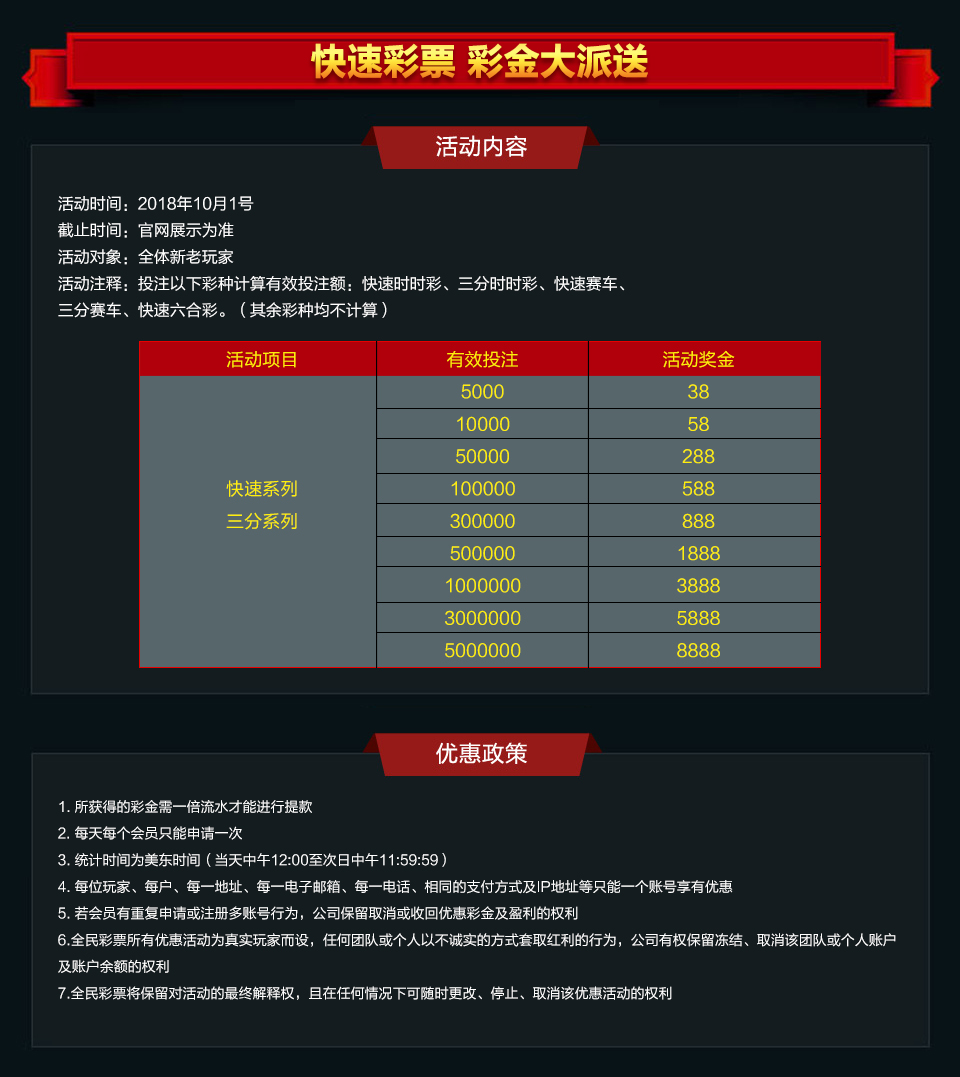 快速彩票 彩金大派送
活动内容
活动时间：2018年10月1号
截止时间：官网展示为准
活动对象：全体新老玩家
活动注释：投注以下彩种计算有效投注额：快速时时彩、三分时时彩、快速赛车、
三分赛车、快速六合彩。（其余彩种均不计算）
活动项目 有效投注 活动奖金
5000 38
10000 58
50000 288
快速系列 100000 588
三分系列 300000 888
500000 1888
1000000 3888
3000000 5888
5000000 8888
优惠政策
1. 所获得的彩金需一倍流水才能进行提款
2. 每天每个会员只能申请一次
3. 统计时间为美东时间（当天中午12:00至次日中午11:59:59）
4. 每位玩家、每户、每一地址、每一电子邮箱、每一电话、相同的支付方式及IP地址等只能一个账号享有优惠
5. 若会员有重复申请或注册多账号行为，公司保留取消或收回优惠彩金及盈利的权利
6.全民彩票所有优惠活动为真实玩家而设，任何团队或个人以不诚实的方式套取红利的行为，公司有权保留冻结、取消该团队或个人账户
及账户余额的权利
7.全民彩票将保留对活动的最终解释权，且在任何情况下可随时更改、停止、取消该优惠活动的权利